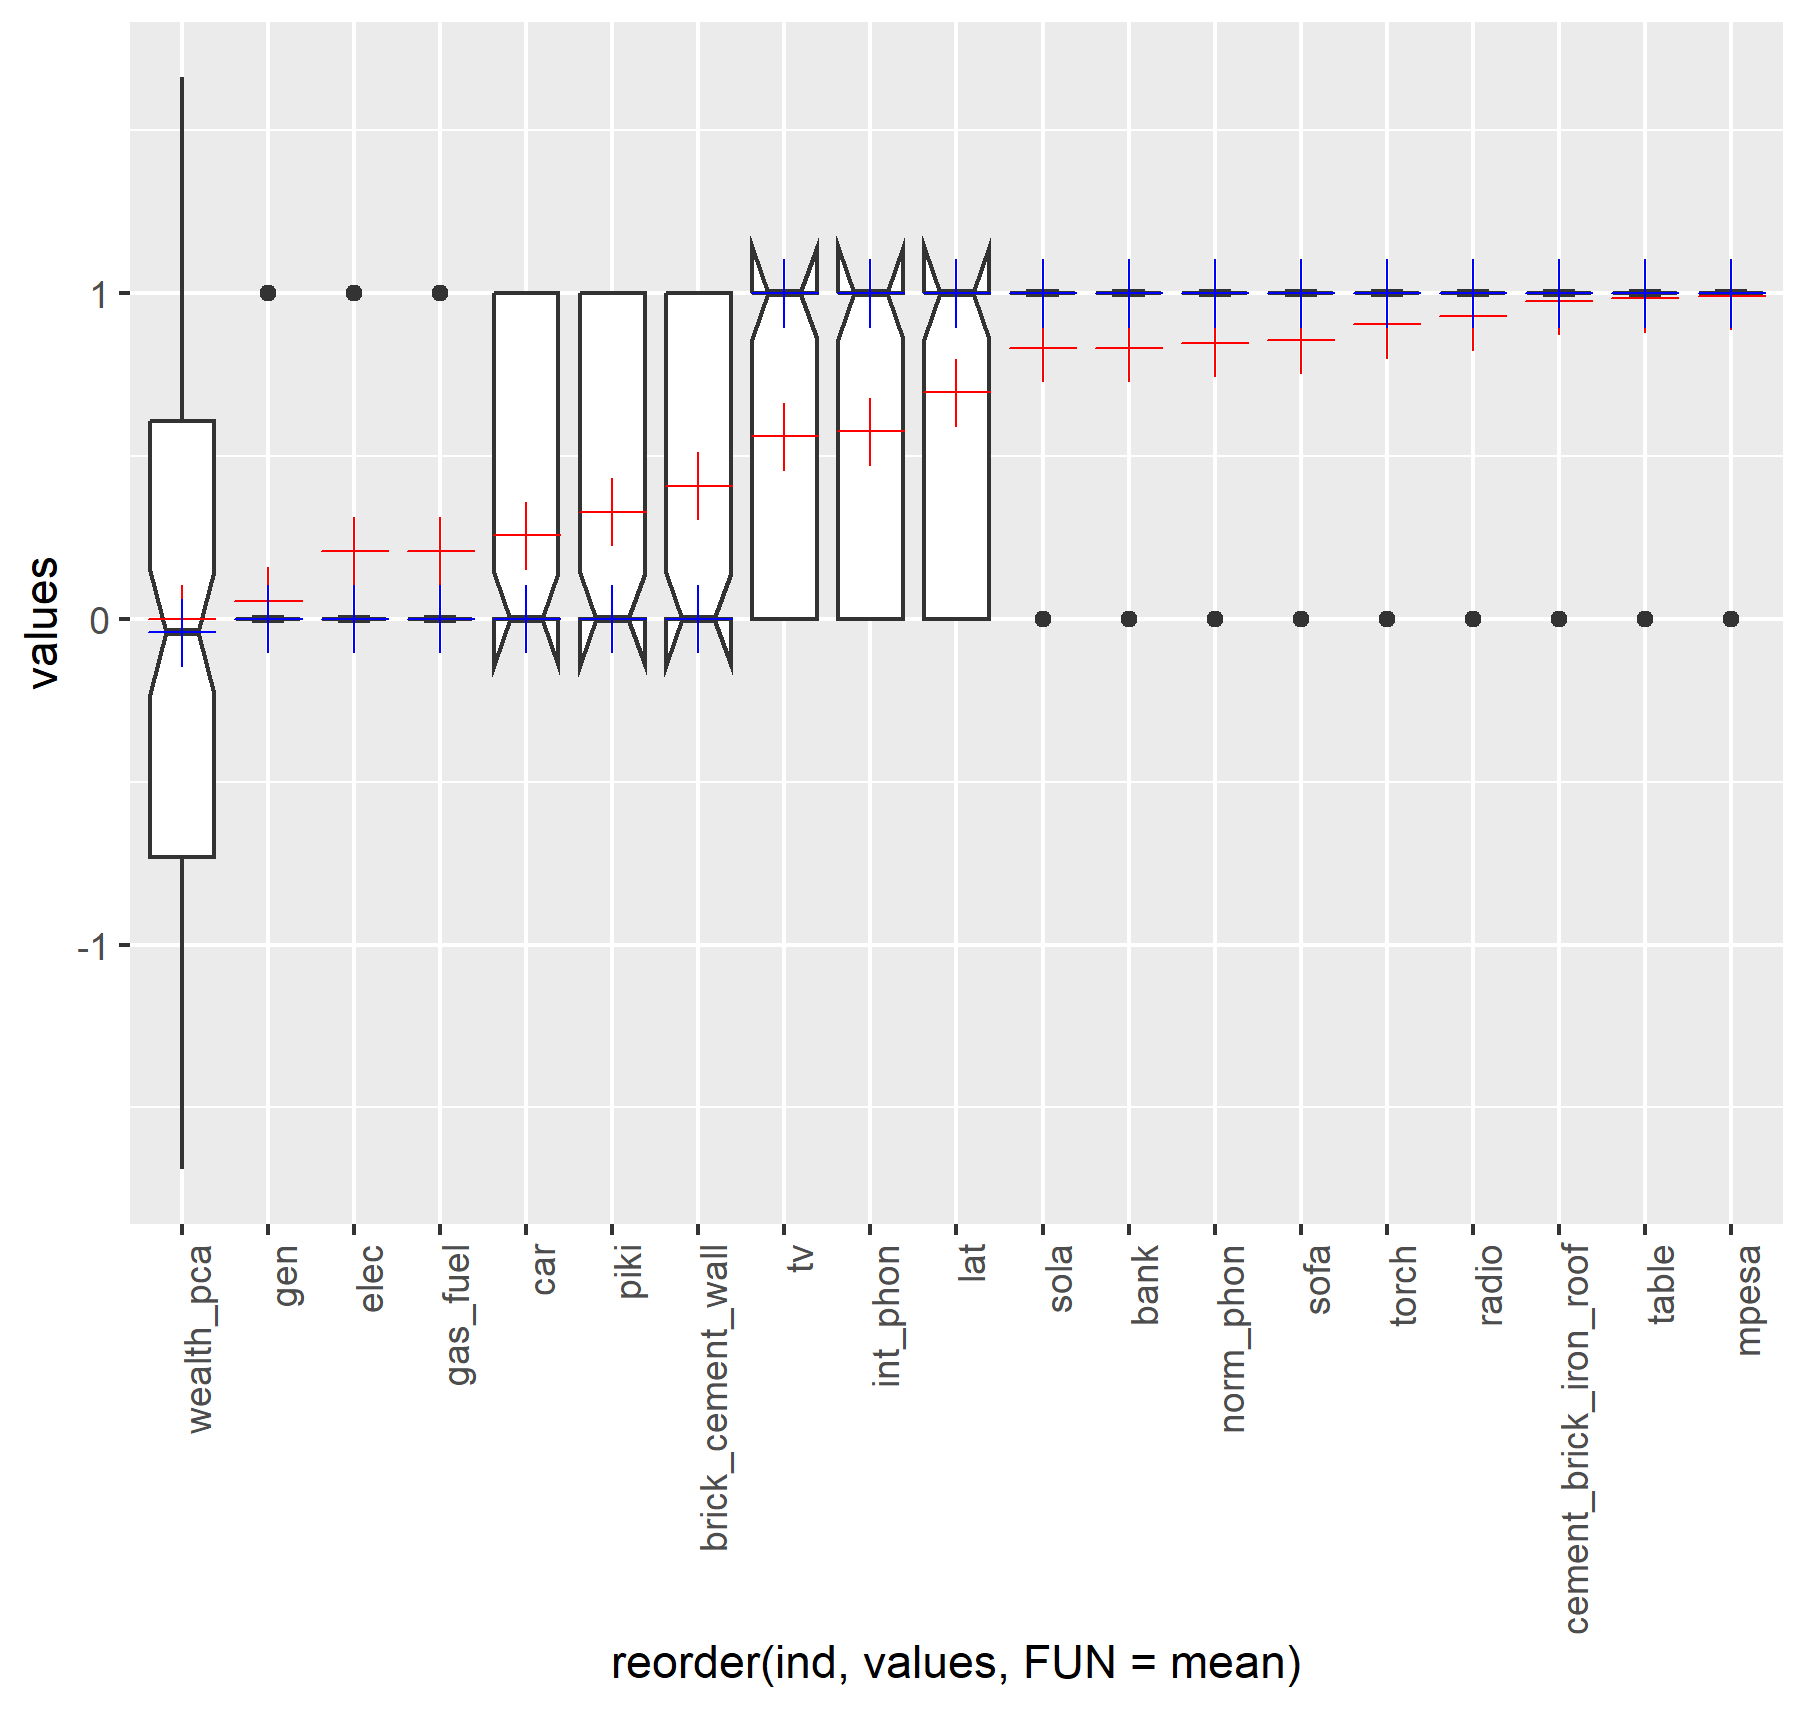 values
1
0
-1
wealth_pca
gen
elec
gas_fuel
car
piki
brick_cement_wall
tv
int_phon
lat
sola
bank
norm_phon
sofa
torch
radio
cement_brick_iron_roof
table
mpesa
reorder(ind, values, FUN = mean)